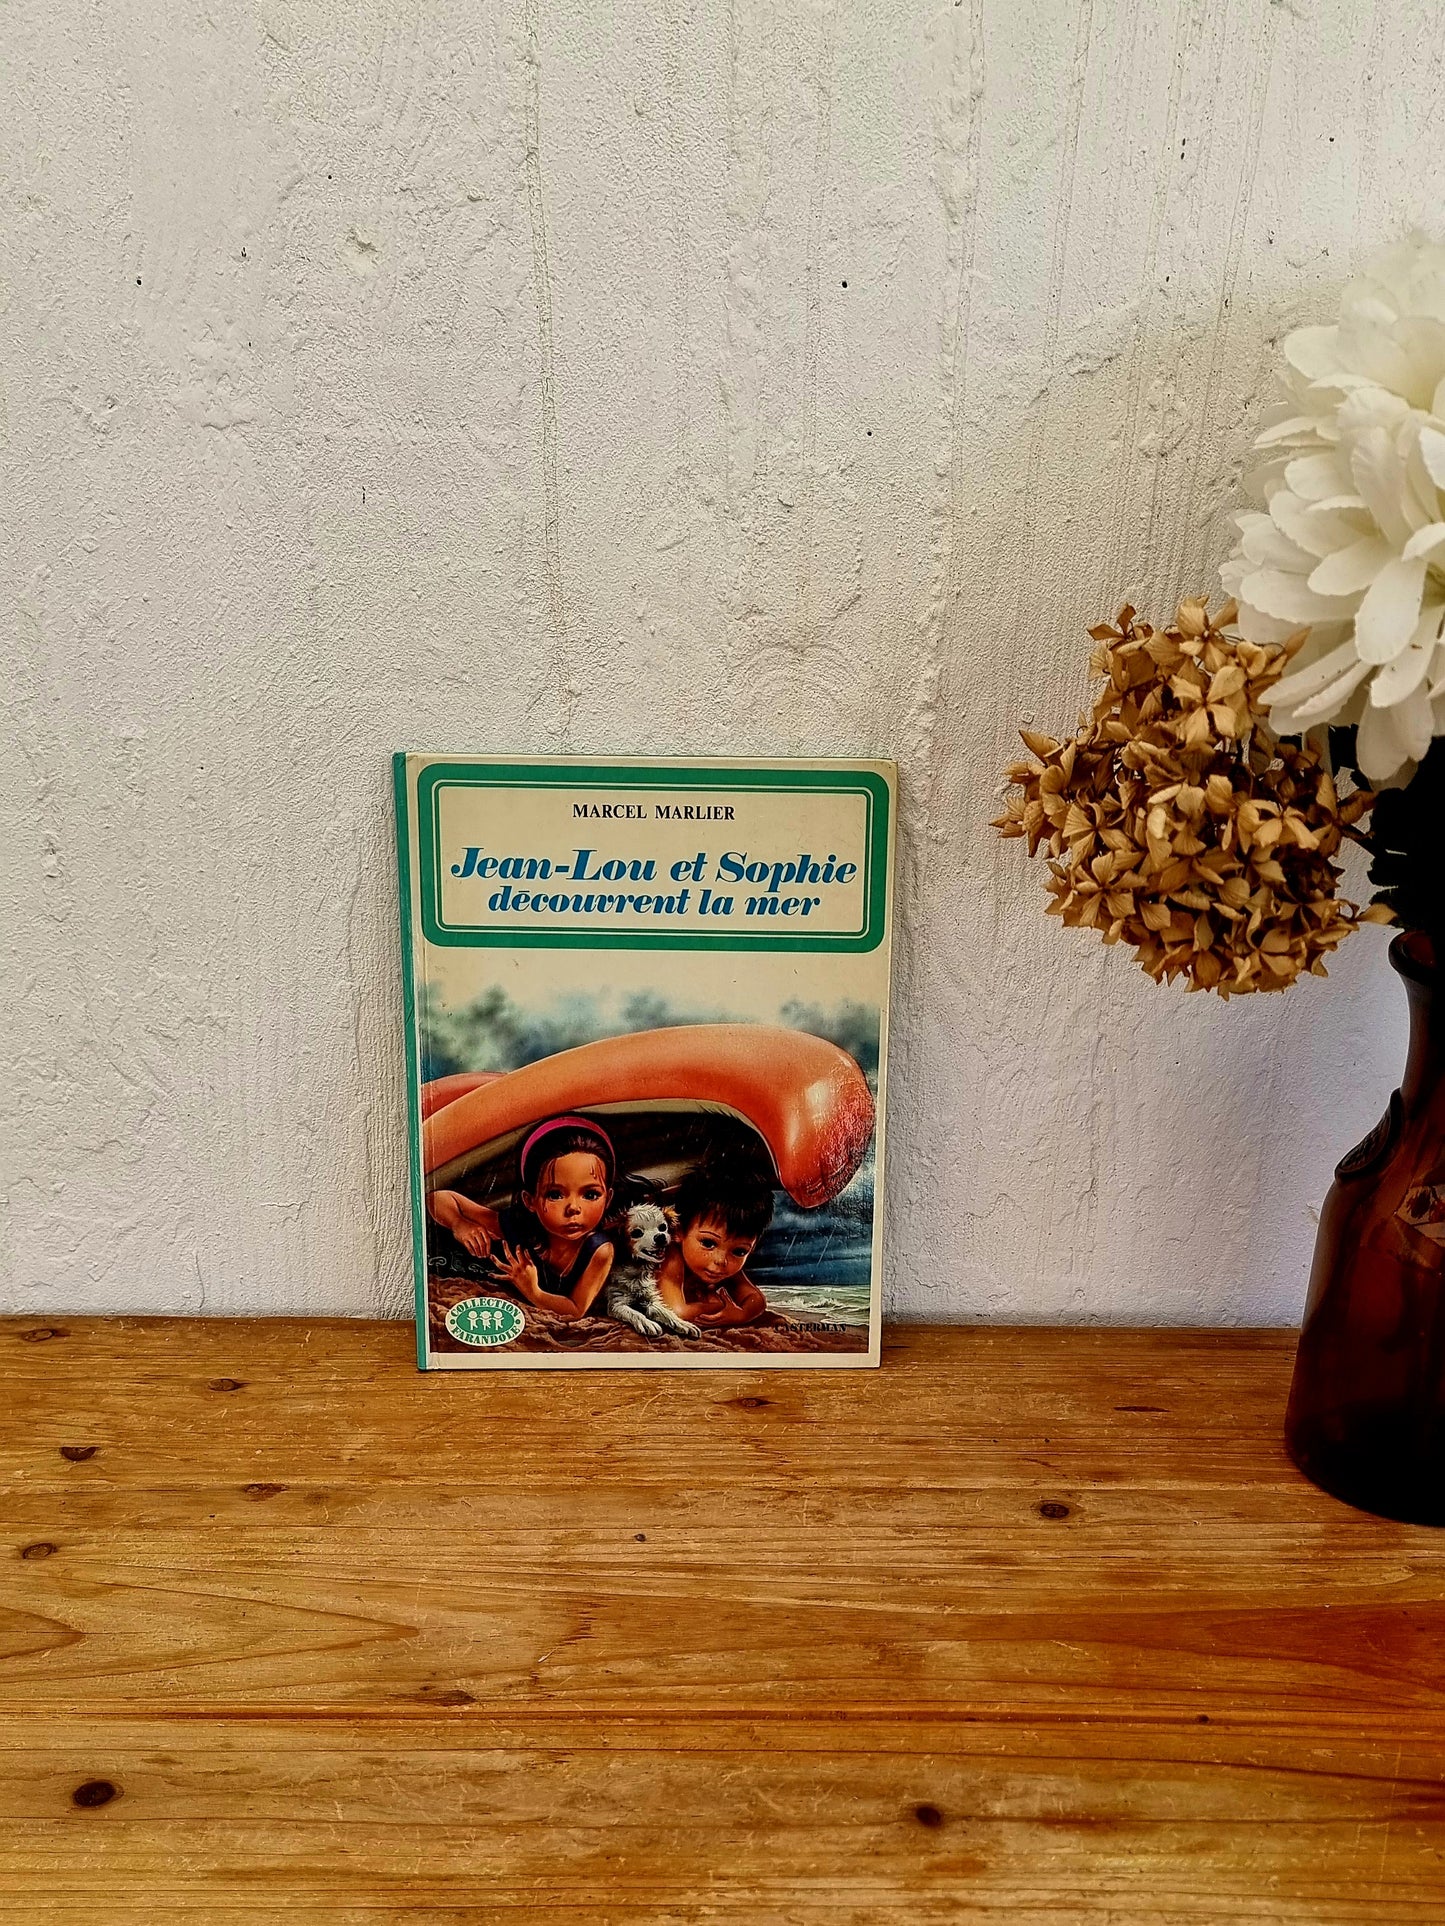 MARCEL MARLIER
Jean-Lou et Sophie
découvrent la mer
COLLECTION
FARANDOLE
CASTERMAN